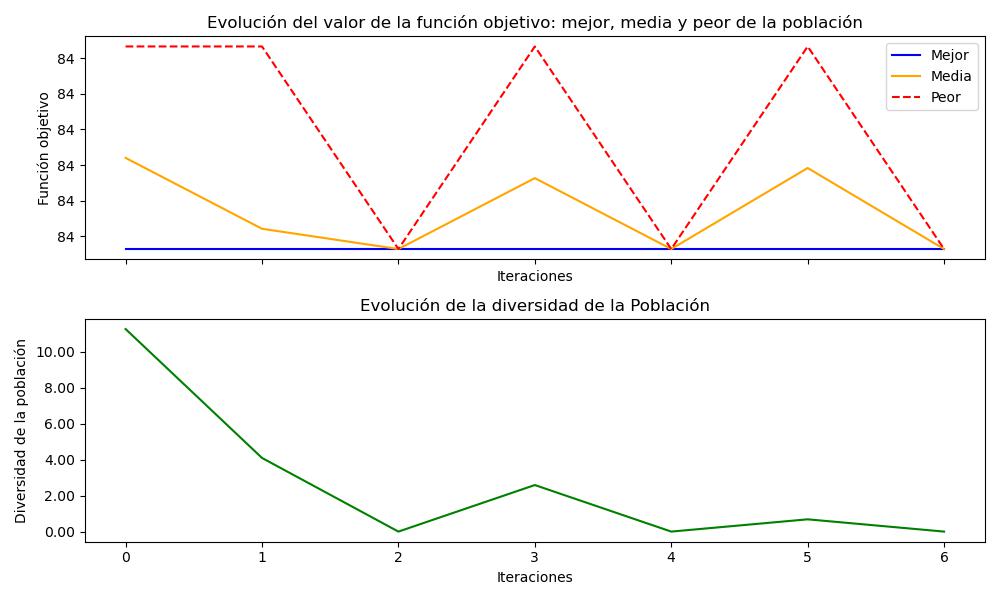 Evolución del valor de la función objetivo: mejor, media y peor de la población
Función objetivo
84
84
84
84
84
84
Mejor
Media
Peor
Iteraciones
Evolución de la diversidad de la Población
Diversidad de la población
10.00
8.00
6.00
4.00
2.00
0.00
0 1 2 3 4 5 6
Iteraciones